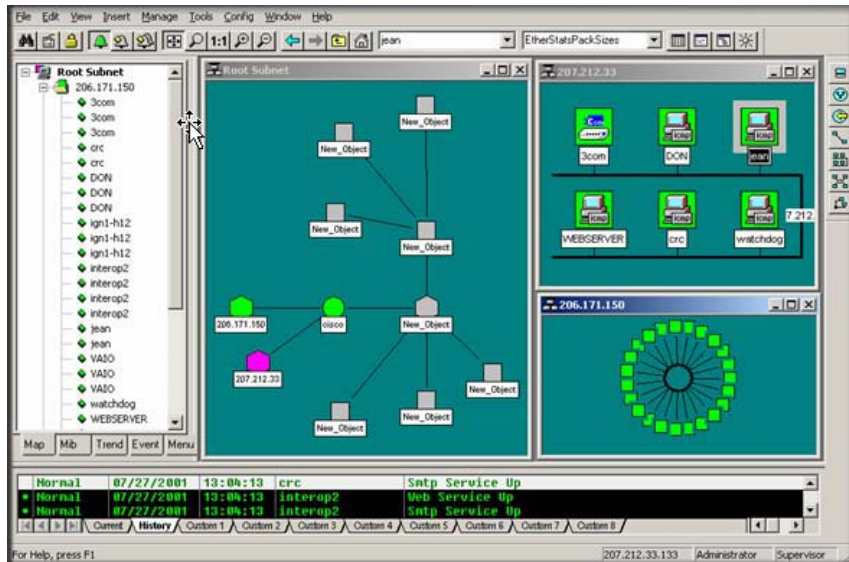 File Edit View Insert Manage Tools Config Window Help
1:1 jean EtherStatsPackSizes
Root Subnet
206.171.150
3com
3com
3com
crc
crc
DON
DON
DON
ign1-h12
ign1-h12
ign1-h12
interop2
interop2
interop2
interop2
jean
jean
VAIO
VAIO
VAIO
watchdog
WEBSERVER
Map Mib Trend Event Menu
Root Subnet
New_Object
New_Object
New_Object
New_Object
206.171.150 cisco New_Object
207.212.33
New_Object
New_Object New_Object
207.212.33
icmp icmp
3com DON jean
icmp icmp icmp
7.212.
WEBSERVER crc watchdog
206.171.150
Normal 07/27/2001 13:04:13 crc Smtp Service Up
Normal 07/27/2001 13:04:13 interop2 Web Service Up
Normal 07/27/2001 13:04:13 interop2 Smtp Service Up
Current History Custom 1 Custom 2 Custom 3 Custom 4 Custom 5 Custom 6 Custom 7 Custom 8
For Help, press F1 207.212.33.133 Administrator Supervisor